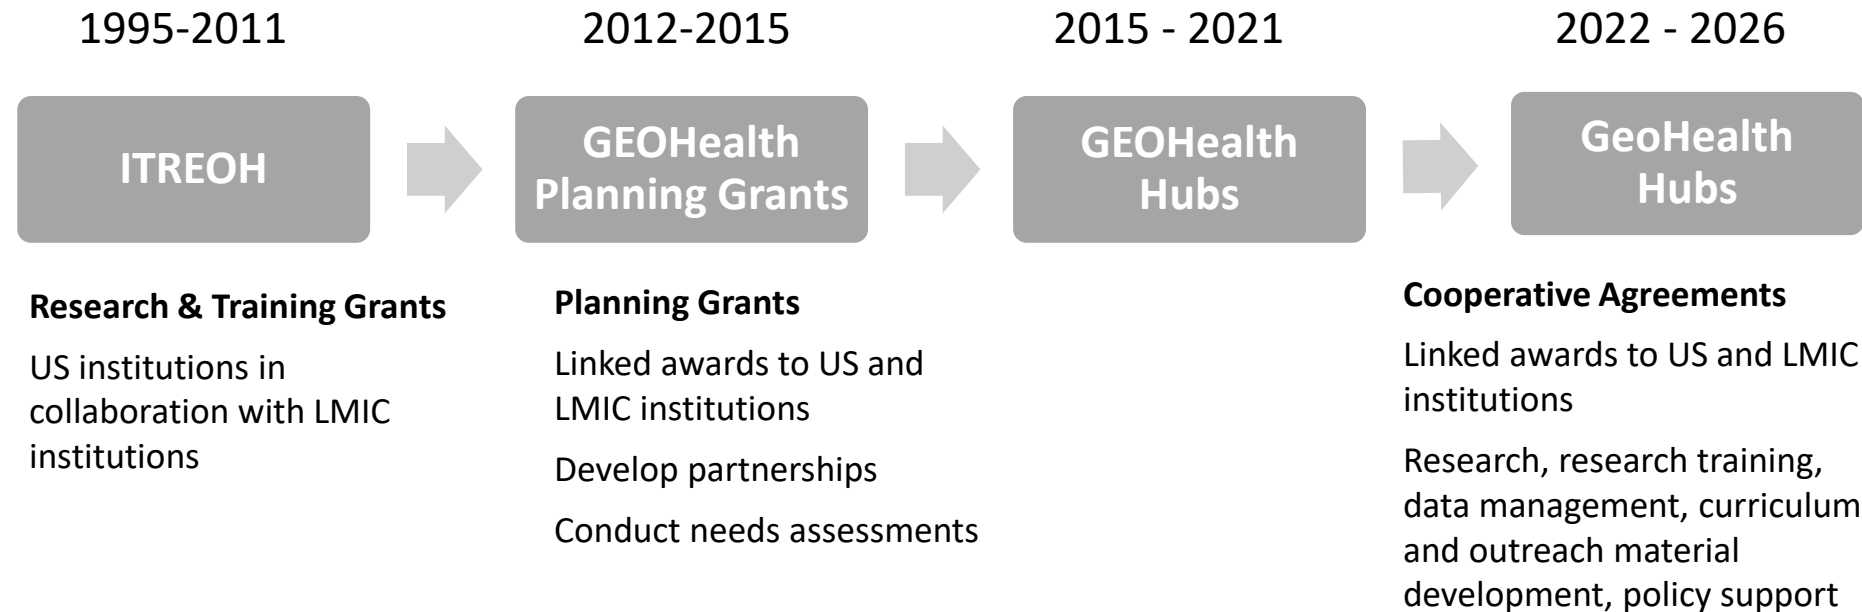 1995-2011
2012-2015
2015 - 2021
2022 - 2026
ITREOH
GEOHealth
Planning Grants
GEOHealth
Hubs
GeoHealth
Hubs
Research & Training Grants
US institutions in
collaboration with LMIC
institutions
Planning Grants
Linked awards to US and
LMIC institutions
Develop partnerships
Conduct needs assessments
Cooperative Agreements
Linked awards to US and LMIC
institutions
Research, research training,
data management, curriculum
and outreach material
development, policy support